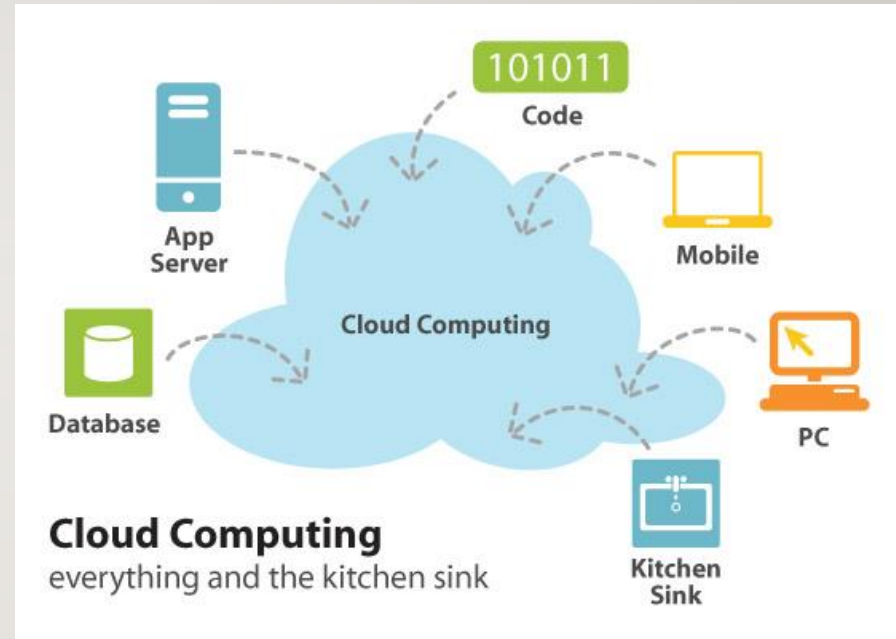 101011
Code
App
Server
Mobile
Cloud Computing
Database
PC
Cloud Computing
everything and the kitchen sink
Kitchen
Sink